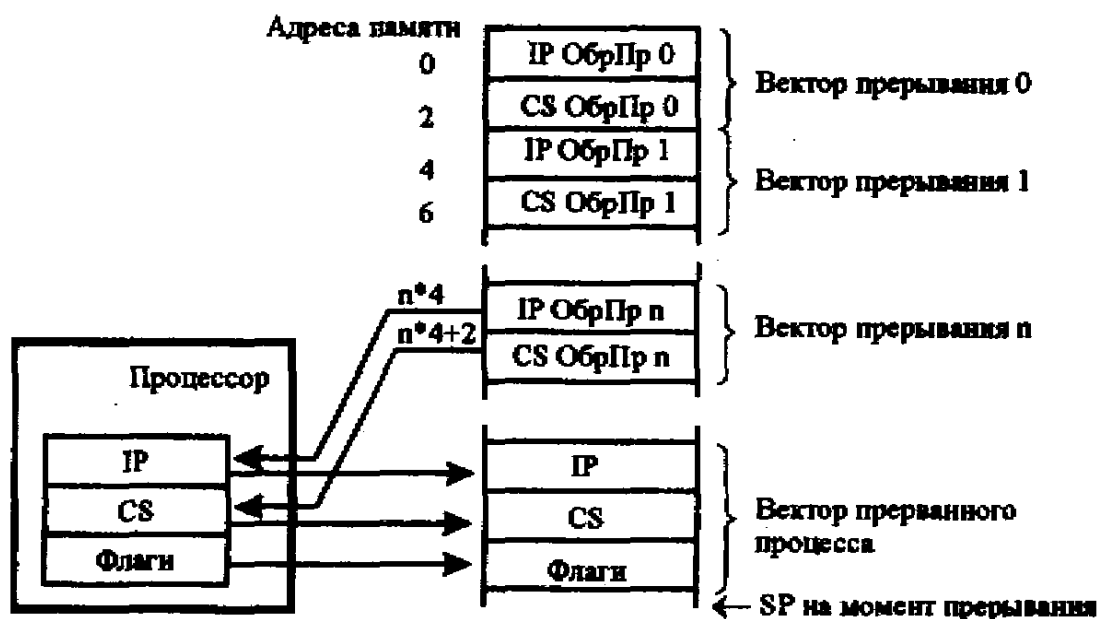 Адреса памяти
0
IP ОбрПр 0
Вектор прерывания 0
2
CS ОбрПр 0
4
IP ОбрПр 1
Вектор прерывания 1
6
CS ОбрПр 1
n*4
IP ОбрПр n
Вектор прерывания n
n*4+2
CS ОбрПр n
Процессор
IP
CS
Флаги
IP
CS
Флаги
Вектор прерванного
процесса
SP на момент прерывания